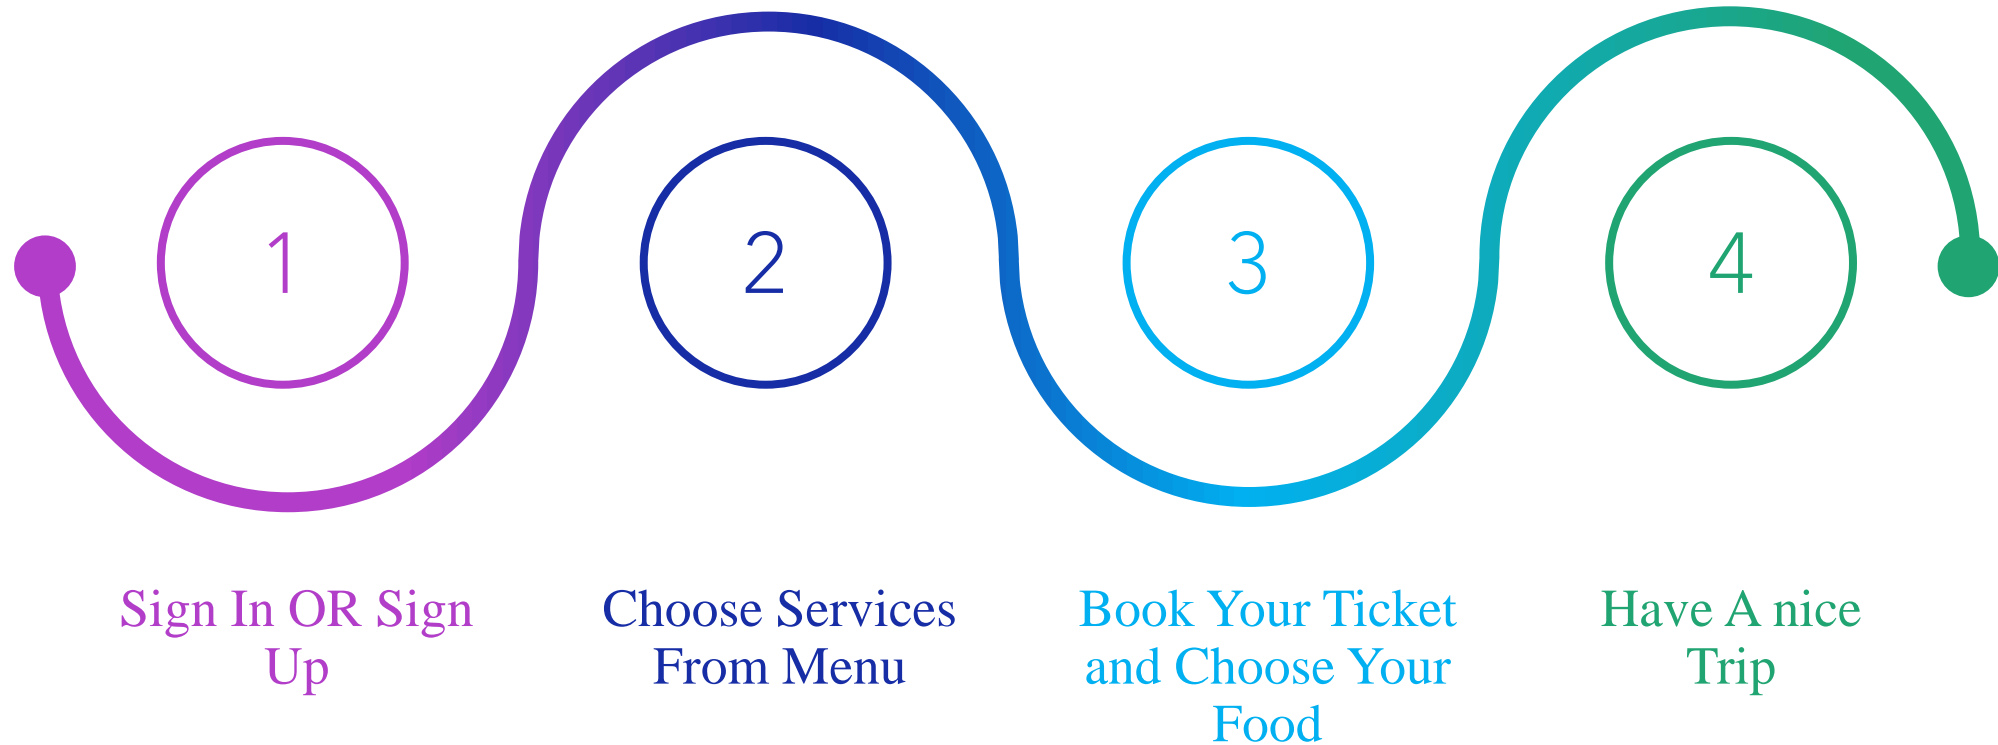 1
2
3
4
Sign In OR Sign
Up
Choose Services
From Menu
Book Your Ticket
and Choose Your
Food
Have A nice
Trip